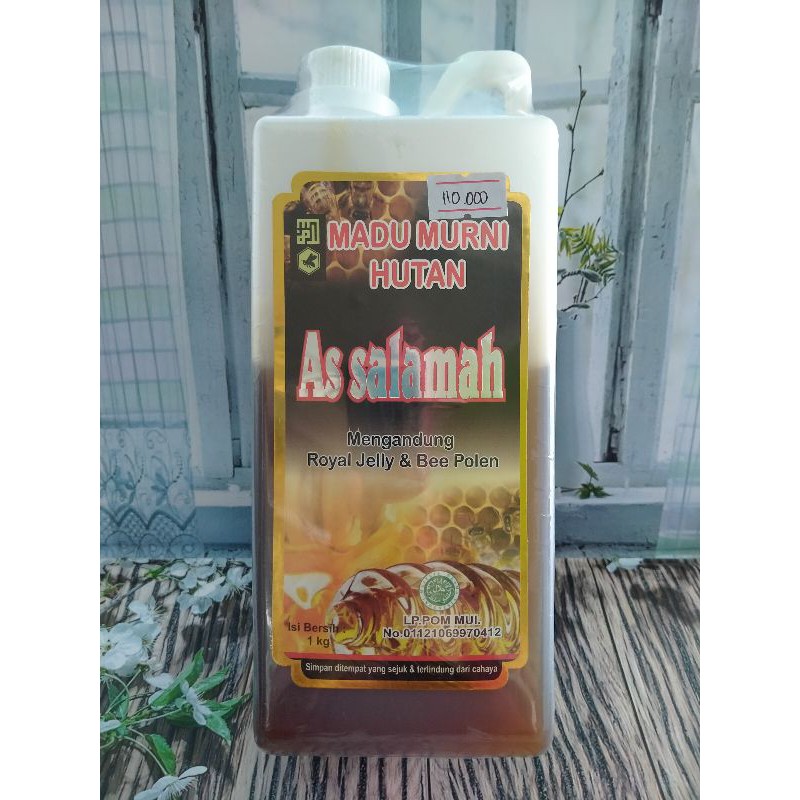 110.000
MADU MURNI
HUTAN
As salamah
Mengandung
Royal Jelly & Bee Polen
LP.POM MUI.
No.01121069970412
Isi Bersih :
1 kg
Simpan ditempat yang sejuk & terlindung dari cahaya